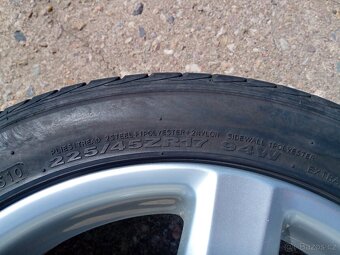 PLIES:TREAD 2STEEL+1POLYESTER+2NYLON SIDEWALL 1POLYESTER
225/45ZR17 94W